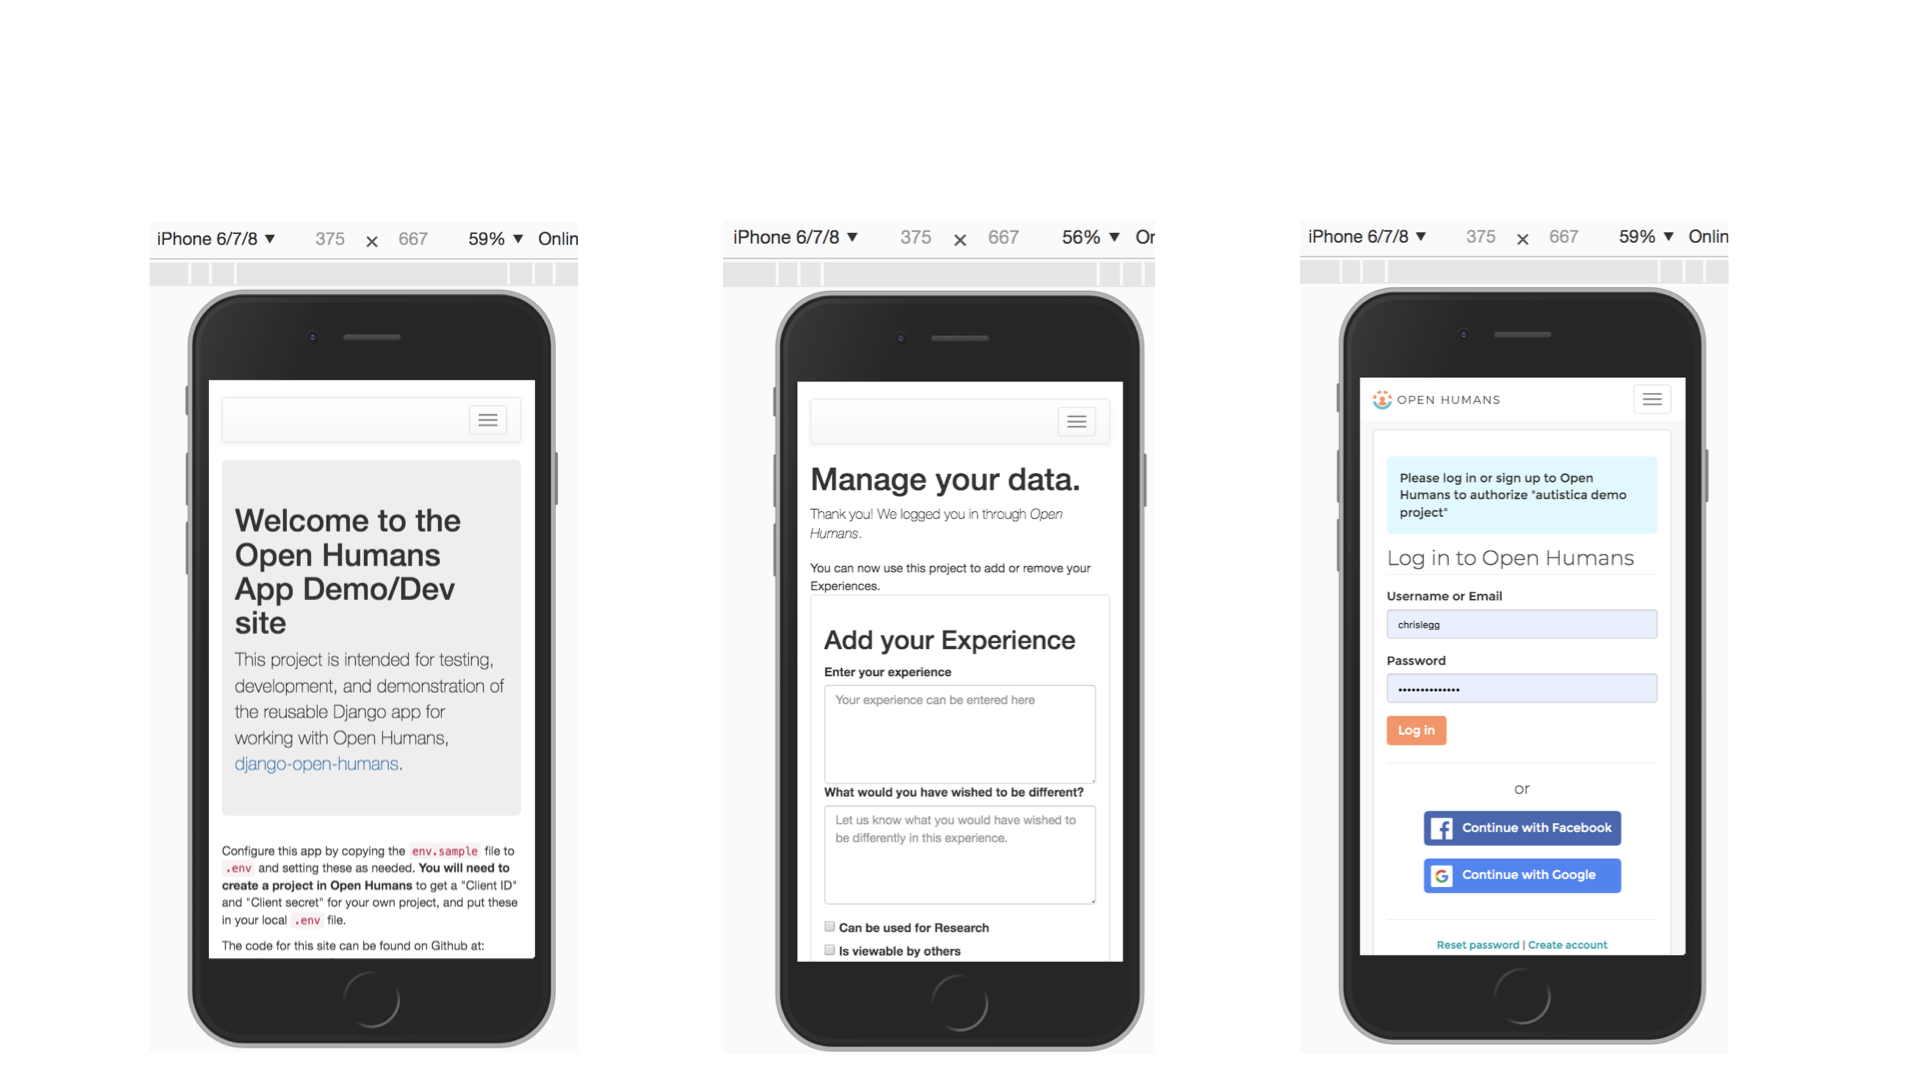 iPhone 6/7/8 ▼ 375 × 667 59% ▼ Onlin
Welcome to the
Open Humans
App Demo/Dev
site
This project is intended for testing,
development, and demonstration of
the reusable Django app for
working with Open Humans,
django-open-humans.
Configure this app by copying the env.sample file to
.env and setting these as needed. You will need to
create a project in Open Humans to get a "Client ID"
and "Client secret" for your own project, and put these
in your local .env file.
The code for this site can be found on Github at:
iPhone 6/7/8 ▼ 375 × 667 56% ▼ Or
Manage your data.
Thank you! We logged you in through Open
Humans.
You can now use this project to add or remove your
Experiences.
Add your Experience
Enter your experience
Your experience can be entered here
What would you have wished to be different?
Let us know what you would have wished to
be differently in this experience.
Can be used for Research
Is viewable by others
iPhone 6/7/8 ▼ 375 × 667 59% ▼ Onlin
OPEN HUMANS
Please log in or sign up to Open
Humans to authorize "autistica demo
project"
Log in to Open Humans
Username or Email
chrislegg
Password
••••••••••••••
Log in
or
Continue with Facebook
Continue with Google
Reset password | Create account